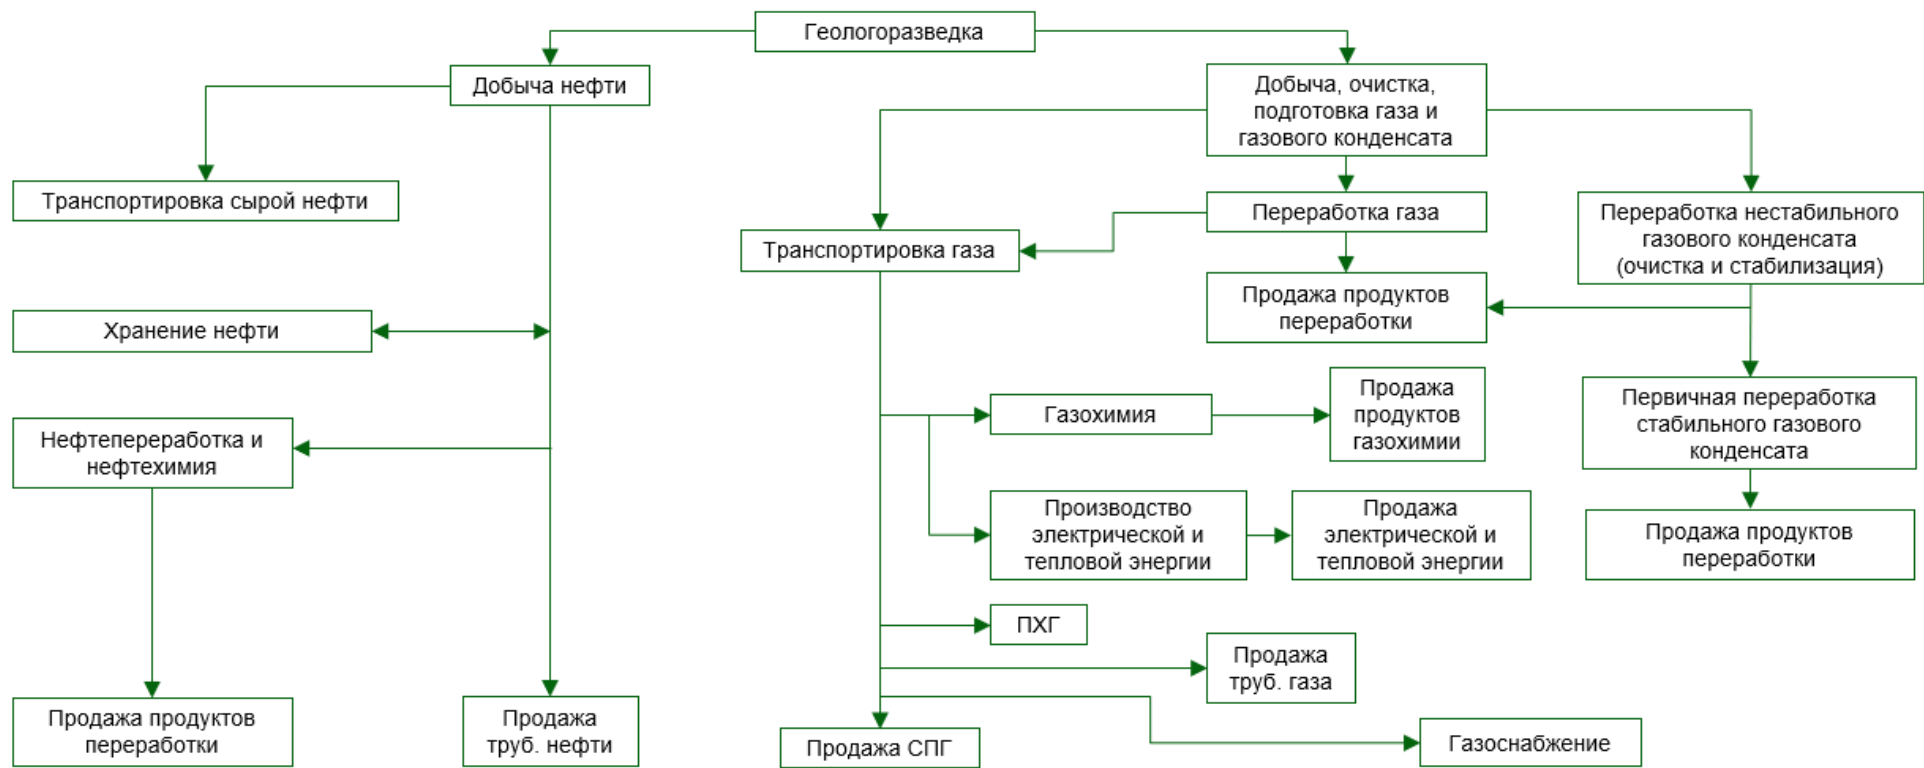 Геологоразведка
Добыча нефти
Добыча, очистка,
подготовка газа и
газового конденсата
Транспортировка сырой нефти
Переработка газа
Переработка нестабильного
газового конденсата
(очистка и стабилизация)
Транспортировка газа
Продажа продуктов
переработки
Хранение нефти
Продажа
продуктов
газохимии
Газохимия
Первичная переработка
стабильного газового
конденсата
Нефтепереработка и
нефтехимия
Производство
электрической и
тепловой энергии
Продажа
электрической и
тепловой энергии
Продажа продуктов
переработки
ПХГ
Продажа
труб. газа
Продажа продуктов
переработки
Продажа
труб. нефти
Продажа СПГ
Газоснабжение